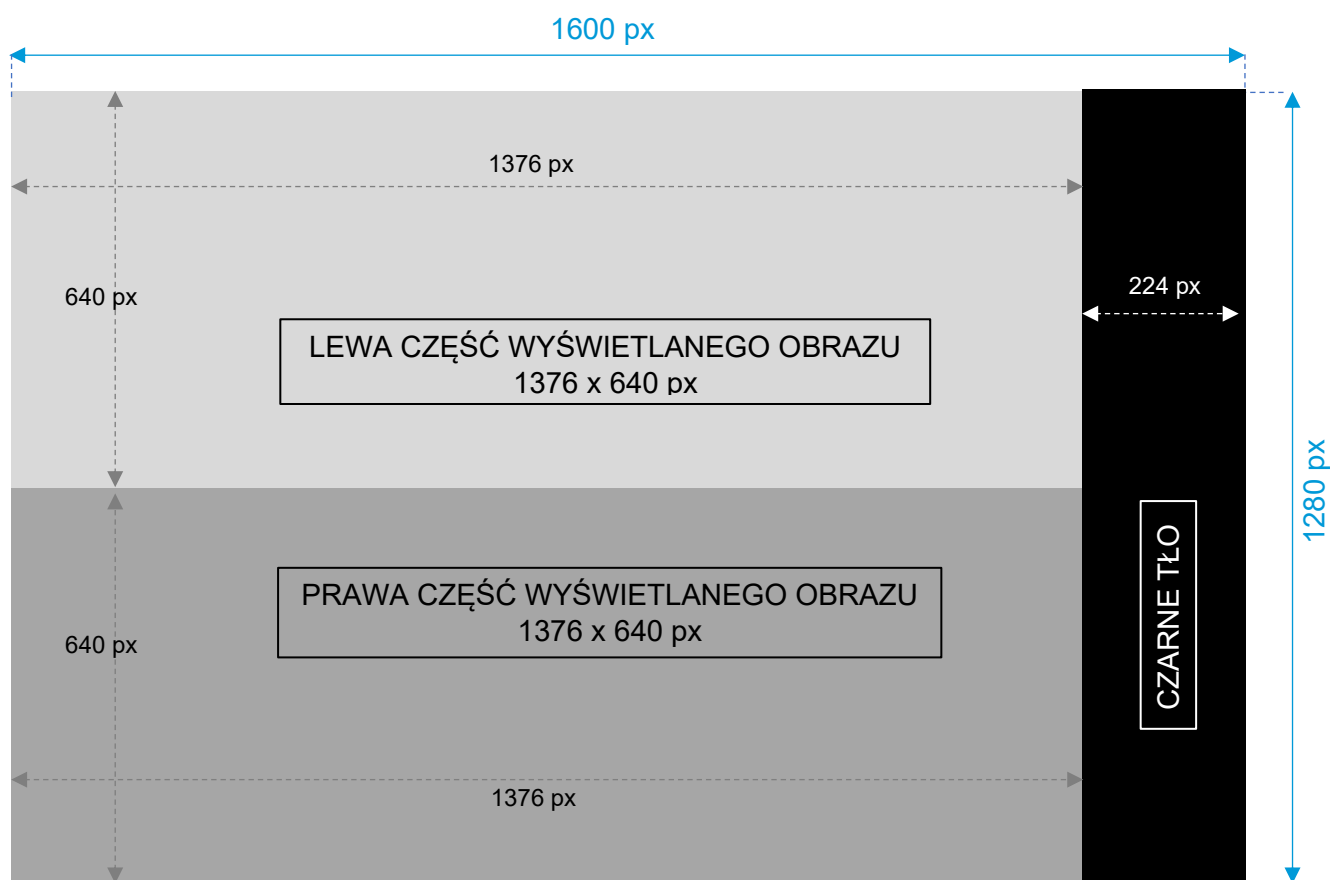 1600 px
1376 px
640 px
224 px
LEWA CZĘŚĆ WYŚWIETLANEGO OBRAZU
1376 x 640 px
1280 px
PRAWA CZĘŚĆ WYŚWIETLANEGO OBRAZU
1376 x 640 px
640 px
CZARNE TŁO
1376 px